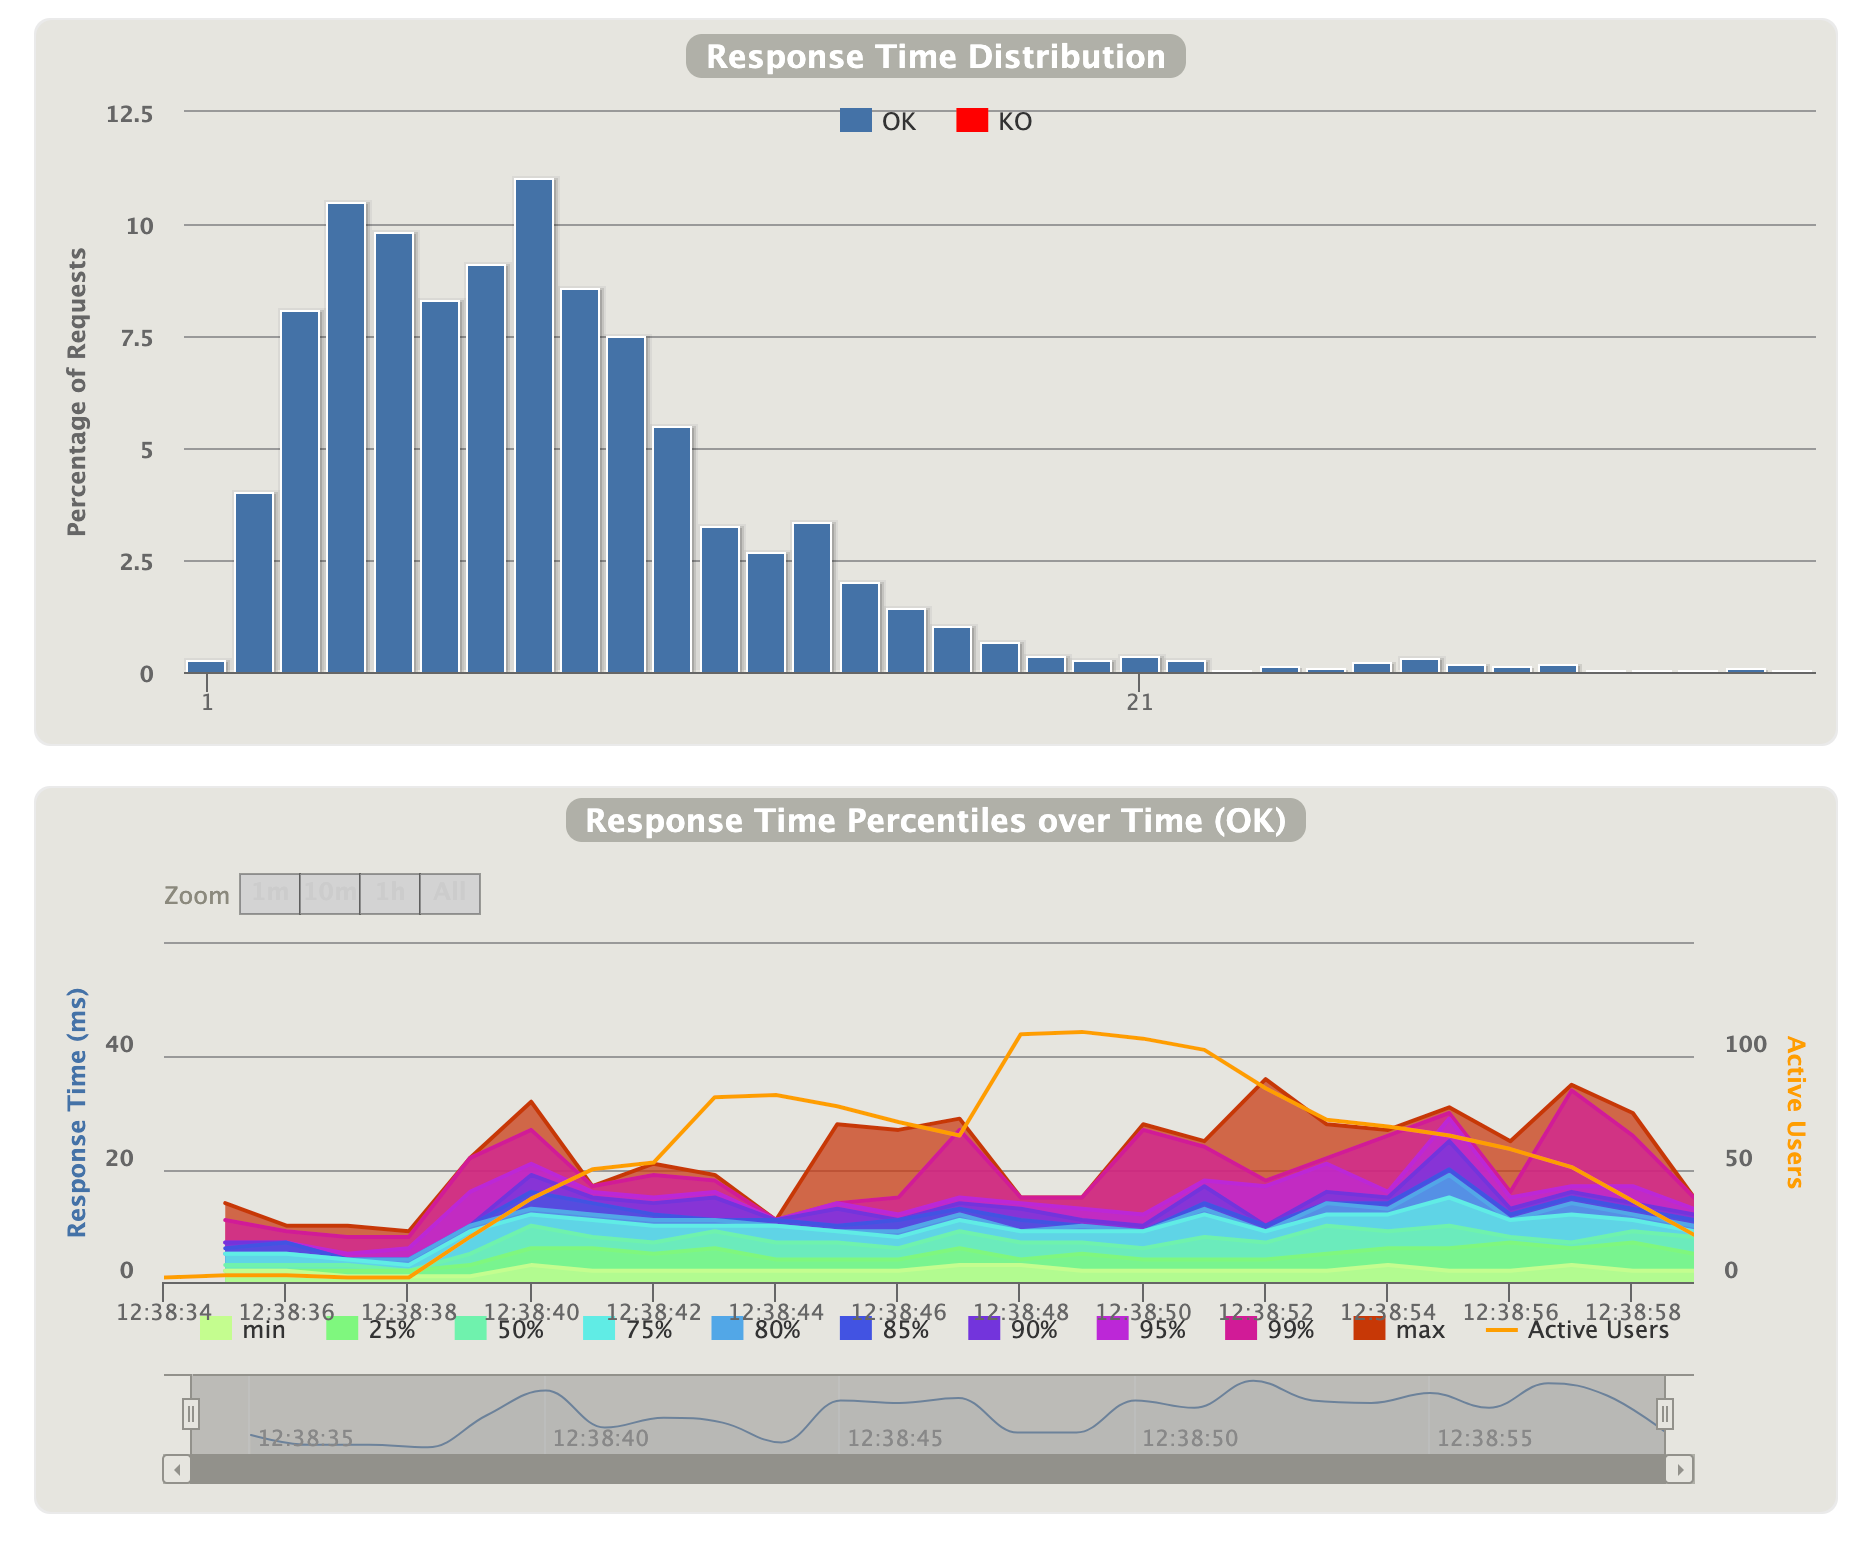 Response Time Distribution
12.5
OK KO
10
7.5
5
2.5
0
Percentage of Requests
1 21
Response Time Percentiles over Time (OK)
Zoom 1m 10m 1h All
Response Time (ms)
40 100
20 50
0 0
Active Users
12:38:34 12:38:36 12:38:38 12:38:40 12:38:42 12:38:44 12:38:46 12:38:48 12:38:50 12:38:52 12:38:54 12:38:56 12:38:58
min 25% 50% 75% 80% 85% 90% 95% 99% max Active Users
12:38:35 12:38:40 12:38:45 12:38:50 12:38:55